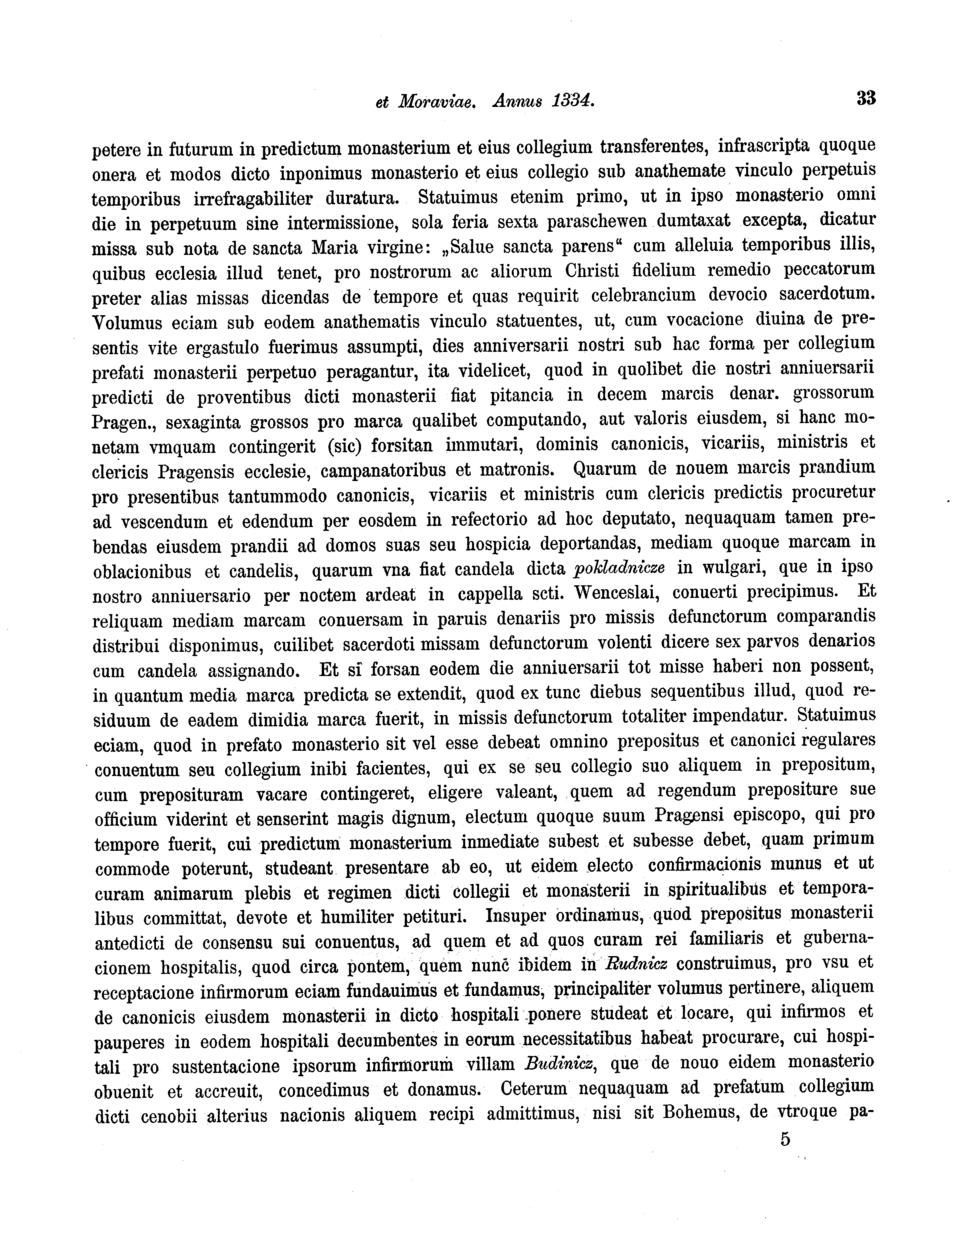 et Moraviae. Annus 1334. 33
petere in futurum in predictum monasterium et eius collegium transferentes, infrascripta quoque
onera et modos dicto inponimus monasterio et eius collegio sub anathemate vinculo perpetuis
temporibus irrefragabiliter duratura. Statuimus etenim primo, ut in ipso monasterio omni
die in perpetuum sine intermissione, sola feria sexta paraschewen dumtaxat excepta, dicatur
missa sub nota de sancta Maria virgine: „Salue sancta parens“ cum alleluia temporibus illis,
quibus ecclesia illud tenet, pro nostrorum ac aliorum Christi fidelium remedio peccatorum
preter alias missas dicendas de tempore et quas requirit celebrancium devocio sacerdotum.
Volumus eciam sub eodem anathematis vinculo statuentes, ut, cum vocacione diuina de pre-
sentis vite ergastulo fuerimus assumpti, dies anniversarii nostri sub hac forma per collegium
prefati monasterii perpetuo peragantur, ita videlicet, quod in quolibet die nostri anniuersarii
predicti de proventibus dicti monasterii fiat pitancia in decem marcis denar. grossorum
Pragen., sexaginta grossos pro marca qualibet computando, aut valoris eiusdem, si hanc mo-
netam vmquam contingerit (sic) forsitan immutari, dominis canonicis, vicariis, ministris et
clericis Pragensis ecclesie, campanatoribus et matronis. Quarum de nouem marcis prandium
pro presentibus tantummodo canonicis, vicariis et ministris cum clericis predictis procuretur
ad vescendum et edendum per eosdem in refectorio ad hoc deputato, nequaquam tamen pre-
bendas eiusdem prandii ad domos suas seu hospicia deportandas, mediam quoque marcam in
oblacionibus et candelis, quarum vna fiat candela dicta pokladnicze in wulgari, que in ipso
nostro anniuersario per noctem ardeat in cappella scti. Wenceslai, conuerti precipimus. Et
reliquam mediam marcam conuersam in paruis denariis pro missis defunctorum comparandis
distribui disponimus, cuilibet sacerdoti missam defunctorum volenti dicere sex parvos denarios
cum candela assignando. Et si forsan eodem die anniuersarii tot misse haberi non possent,
in quantum media marca predicta se extendit, quod ex tunc diebus sequentibus illud, quod re-
siduum de eadem dimidia marca fuerit, in missis defunctorum totaliter impendatur. Statuimus
eciam, quod in prefato monasterio sit vel esse debeat omnino prepositus et canonici regulares
conuentum seu collegium inibi facientes, qui ex se seu collegio suo aliquem in prepositum,
cum preposituram vacare contingeret, eligere valeant, quem ad regendum prepositure sue
officium viderint et senserint magis dignum, electum quoque suum Pragensi episcopo, qui pro
tempore fuerit, cui predictum monasterium inmediate subest et subesse debet, quam primum
commode poterunt, studeant presentare ab eo, ut eidem electo confirmacionis munus et ut
curam animarum plebis et regimen dicti collegii et monasterii in spiritualibus et tempora-
libus committat, devote et humiliter petituri. Insuper ordinamus, quod prepositus monasterii
antedicti de consensu sui conuentus, ad quem et ad quos curam rei familiaris et guberna-
cionem hospitalis, quod circa pontem, quem nunc ibidem in Rudnicz construimus, pro vsu et
receptacione infirmorum eciam fundauimus et fundamus, principaliter volumus pertinere, aliquem
de canonicis eiusdem monasterii in dicto hospitali ponere studeat et locare, qui infirmos et
pauperes in eodem hospitali decumbentes in eorum necessitatibus habeat procurare, cui hospi-
tali pro sustentacione ipsorum infirmorum villam Budinicz, que de nouo eidem monasterio
obuenit et accreuit, concedimus et donamus. Ceterum nequaquam ad prefatum collegium
dicti cenobii alterius nacionis aliquem recipi admittimus, nisi sit Bohemus, de vtroque pa-
5